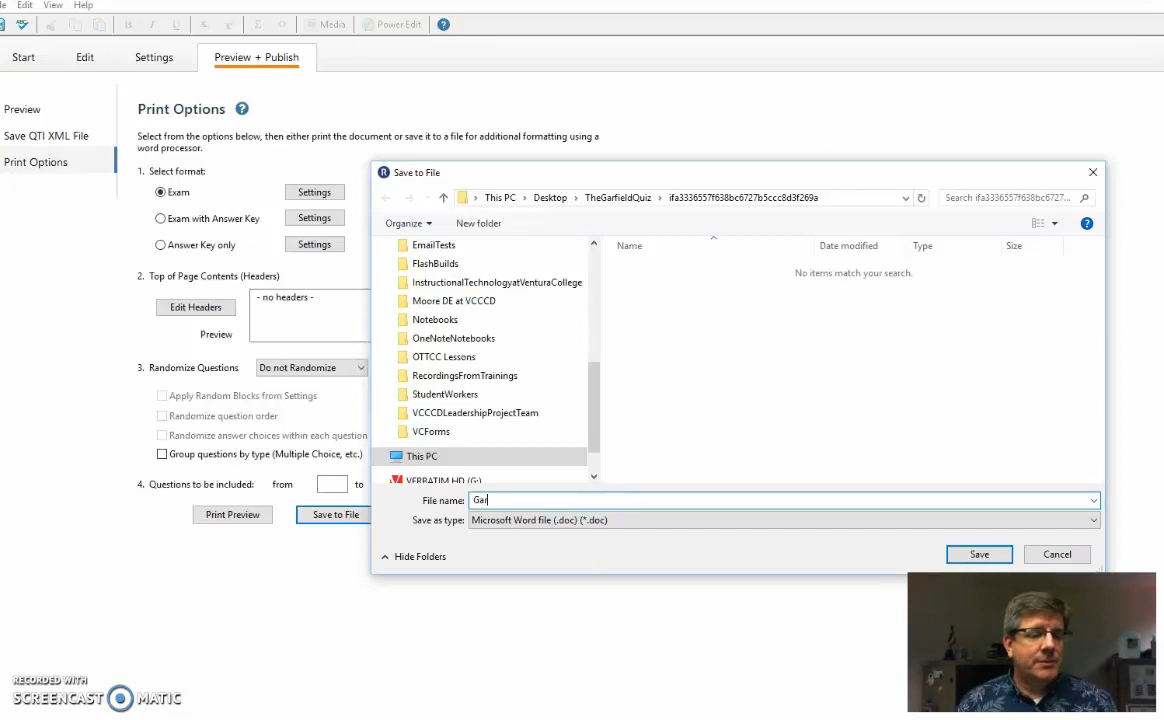 Edit View Help
B I U Σ Media Power Edit ?
Start Edit Settings Preview + Publish
Preview
Save QTI XML File
Print Options
Print Options ?
Select from the options below, then either print the document or save it to a file for additional formatting using a
word processor.
1. Select format:
Exam Settings
Exam with Answer Key Settings
Answer Key only Settings
2. Top of Page Contents (Headers)
Edit Headers - no headers -
Preview
3. Randomize Questions Do not Randomize
Apply Random Blocks from Settings
Randomize question order
Randomize answer choices within each question
Group questions by type (Multiple Choice, etc.)
4. Questions to be included: from to
Print Preview Save to File
R Save to File
This PC > Desktop > TheGarfieldQuiz > ifa3336557f638bc6727b5ccc8d3f269a Search ifa3336557f638bc6727...
Organize New folder ?
Name Date modified Type Size
No items match your search.
EmailTests
FlashBuilds
InstructionalTechnologyatVenturaCollege
Moore DE at VCCCD
Notebooks
OneNoteNotebooks
OTTCC Lessons
RecordingsFromTrainings
StudentWorkers
VCCCDLeadershipProjectTeam
VCForms
This PC
VERBATIM HD (G:)
File name: Gar
Save as type: Microsoft Word file (.doc) (*.doc)
Hide Folders Save Cancel
RECORDED WITH
SCREENCAST MATIC